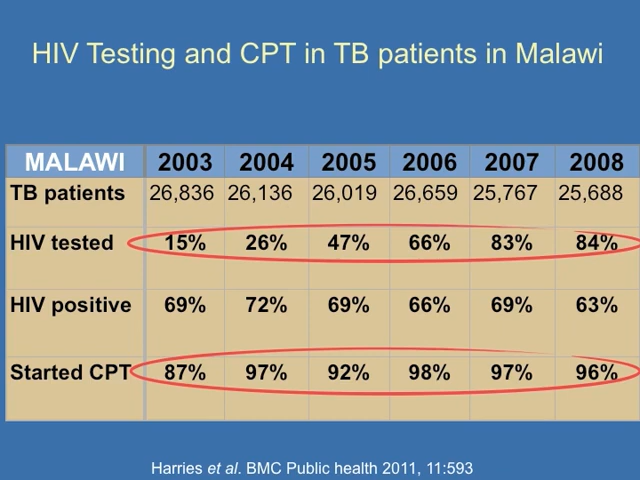 HIV Testing and CPT in TB patients in Malawi
MALAWI 2003 2004 2005 2006 2007 2008
TB patients 26,836 26,136 26,019 26,659 25,767 25,688
HIV tested 15% 26% 47% 66% 83% 84%
HIV positive 69% 72% 69% 66% 69% 63%
Started CPT 87% 97% 92% 98% 97% 96%
Harries et al. BMC Public health 2011, 11:593